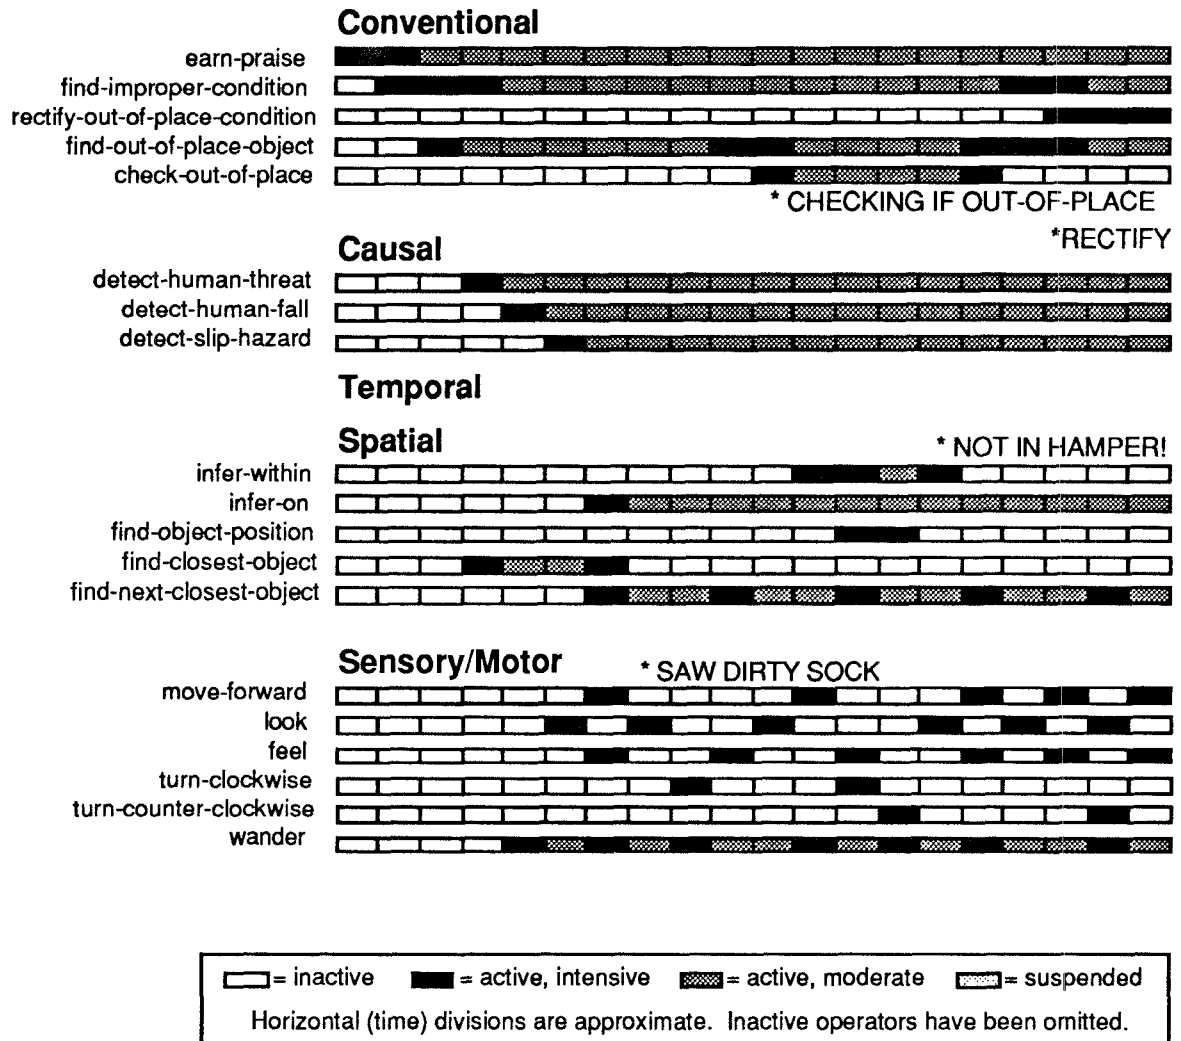 Conventional
earn-praise
find-improper-condition
rectify-out-of-place-condition
find-out-of-place-object
check-out-of-place
* CHECKING IF OUT-OF-PLACE
*RECTIFY
Causal
detect-human-threat
detect-human-fall
detect-slip-hazard
Temporal
Spatial
* NOT IN HAMPER!
infer-within
infer-on
find-object-position
find-closest-object
find-next-closest-object
Sensory/Motor
* SAW DIRTY SOCK
move-forward
look
feel
turn-clockwise
turn-counter-clockwise
wander
= inactive = active, intensive = active, moderate = suspended
Horizontal (time) divisions are approximate. Inactive operators have been omitted.